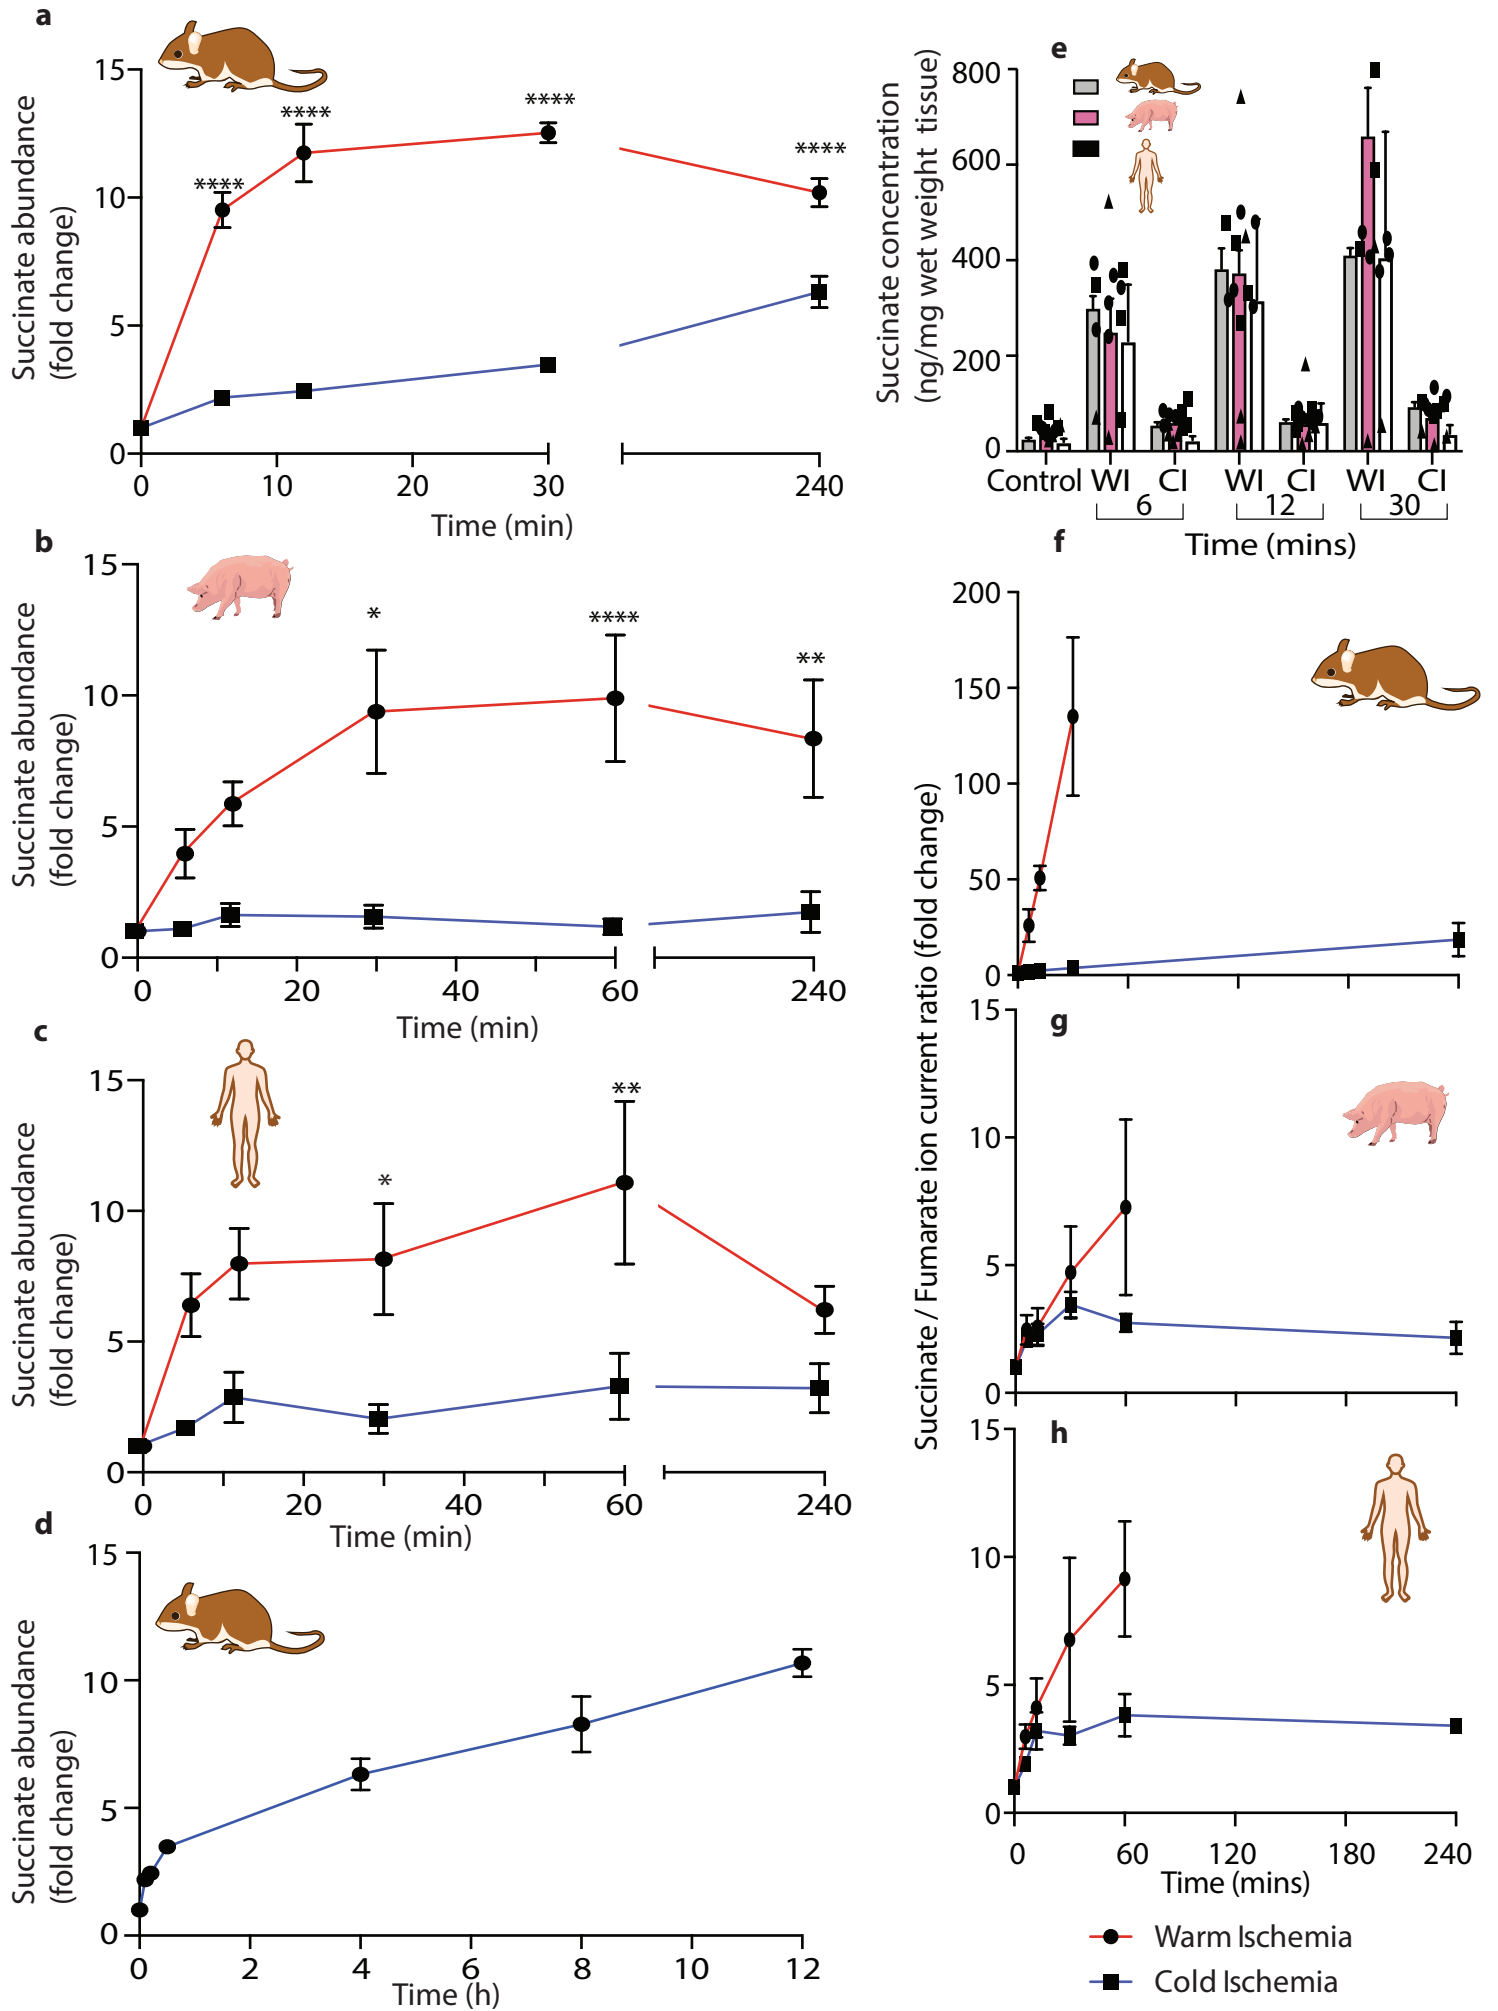 a
Succinate abundance
(fold change)
15
10
5
0
****
****
****
****
0 10 20 30 240
Time (min)
b
Succinate abundance
(fold change)
15
10
5
0
*
****
**
0 20 40 60 240
Time (min)
c
Succinate abundance
(fold change)
15
10
5
0
*
**
0 20 40 60 240
Time (min)
d
Succinate abundance
(fold change)
15
10
5
0
0 2 4 6 8 10 12
Time (h)
e
Succinate concentration
(ng/mg wet weight tissue)
800
600
400
200
0
Control WI CI WI CI WI CI
6 12 30
Time (mins)
Succinate / Fumarate ion current ratio (fold change)
f
200
150
100
50
0
g
15
10
5
0
h
15
10
5
0
0 60 120 180 240
Time (mins)
Warm Ischemia
Cold Ischemia